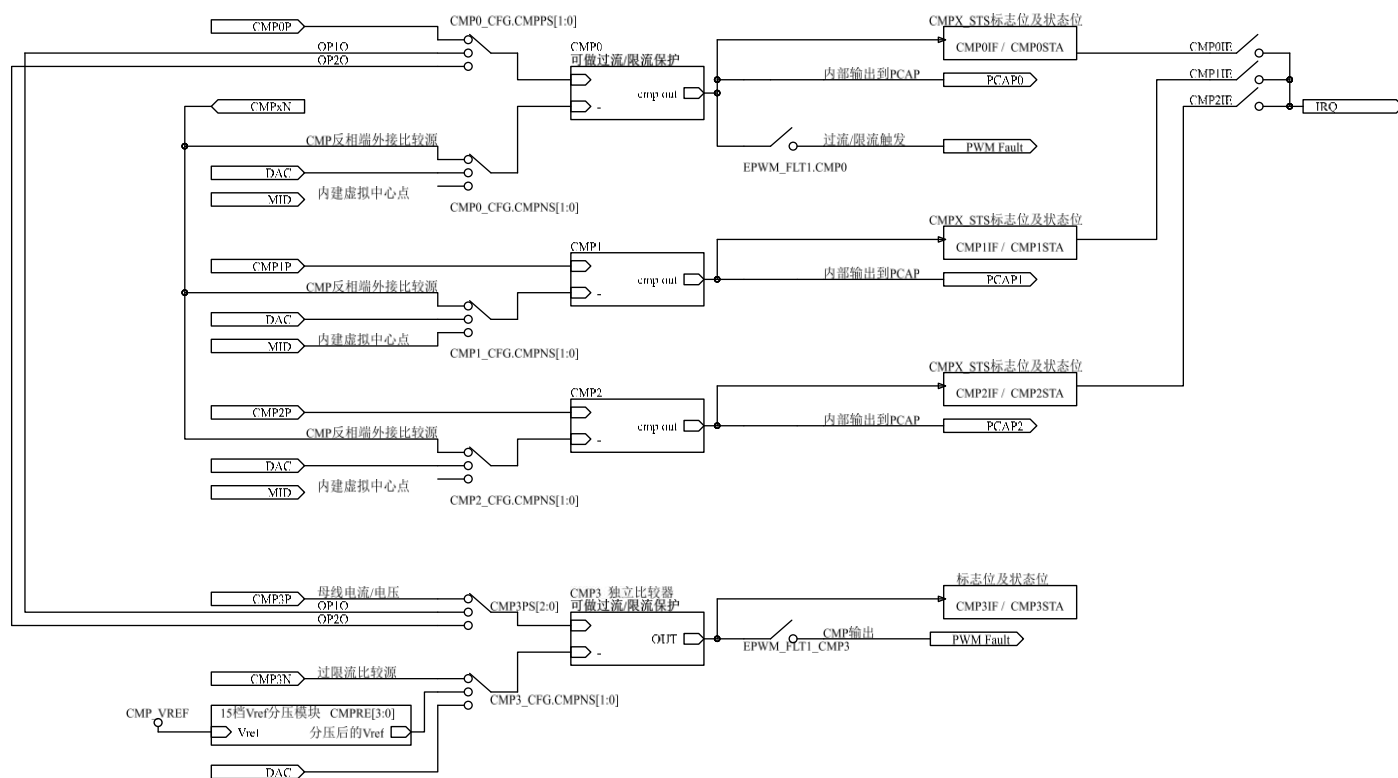 CMP0_CFG.CMPPS[1:0]
CMP0P
OP1O
OP2O
CMP0
可做过流/限流保护
cmp out
-
CMPX_STS标志位及状态位
CMP0IF / CMP0STA
内部输出到PCAP
PCAP0
过流/限流触发
PWM Fault
EPWM_FLT1.CMP0
CMP0IE
CMP1IE
CMP2IE
IRQ
CMPxN
CMP反相端外接比较源
DAC
内建虚拟中心点
MID
CMP0_CFG.CMPNS[1:0]
CMP1
CMP1P
cmp out
-
CMPX_STS标志位及状态位
CMP1IF / CMP1STA
内部输出到PCAP
PCAP1
CMP反相端外接比较源
DAC
内建虚拟中心点
MID
CMP1_CFG.CMPNS[1:0]
CMP2
CMP2P
cmp out
-
CMPX_STS标志位及状态位
CMP2IF / CMP2STA
内部输出到PCAP
PCAP2
CMP反相端外接比较源
DAC
内建虚拟中心点
MID
CMP2_CFG.CMPNS[1:0]
CMP3P
母线电流/电压
OP1O
OP2O
CMP3PS[2:0]
CMP3 独立比较器
可做过流/限流保护
OUT
-
标志位及状态位
CMP3IF / CMP3STA
CMP输出
PWM Fault
EPWM_FLT1_CMP3
CMP3N
过限流比较源
CMP3_CFG.CMPNS[1:0]
CMP_VREF
15档Vref分压模块 CMPRE[3:0]
Vref
分压后的Vref
DAC